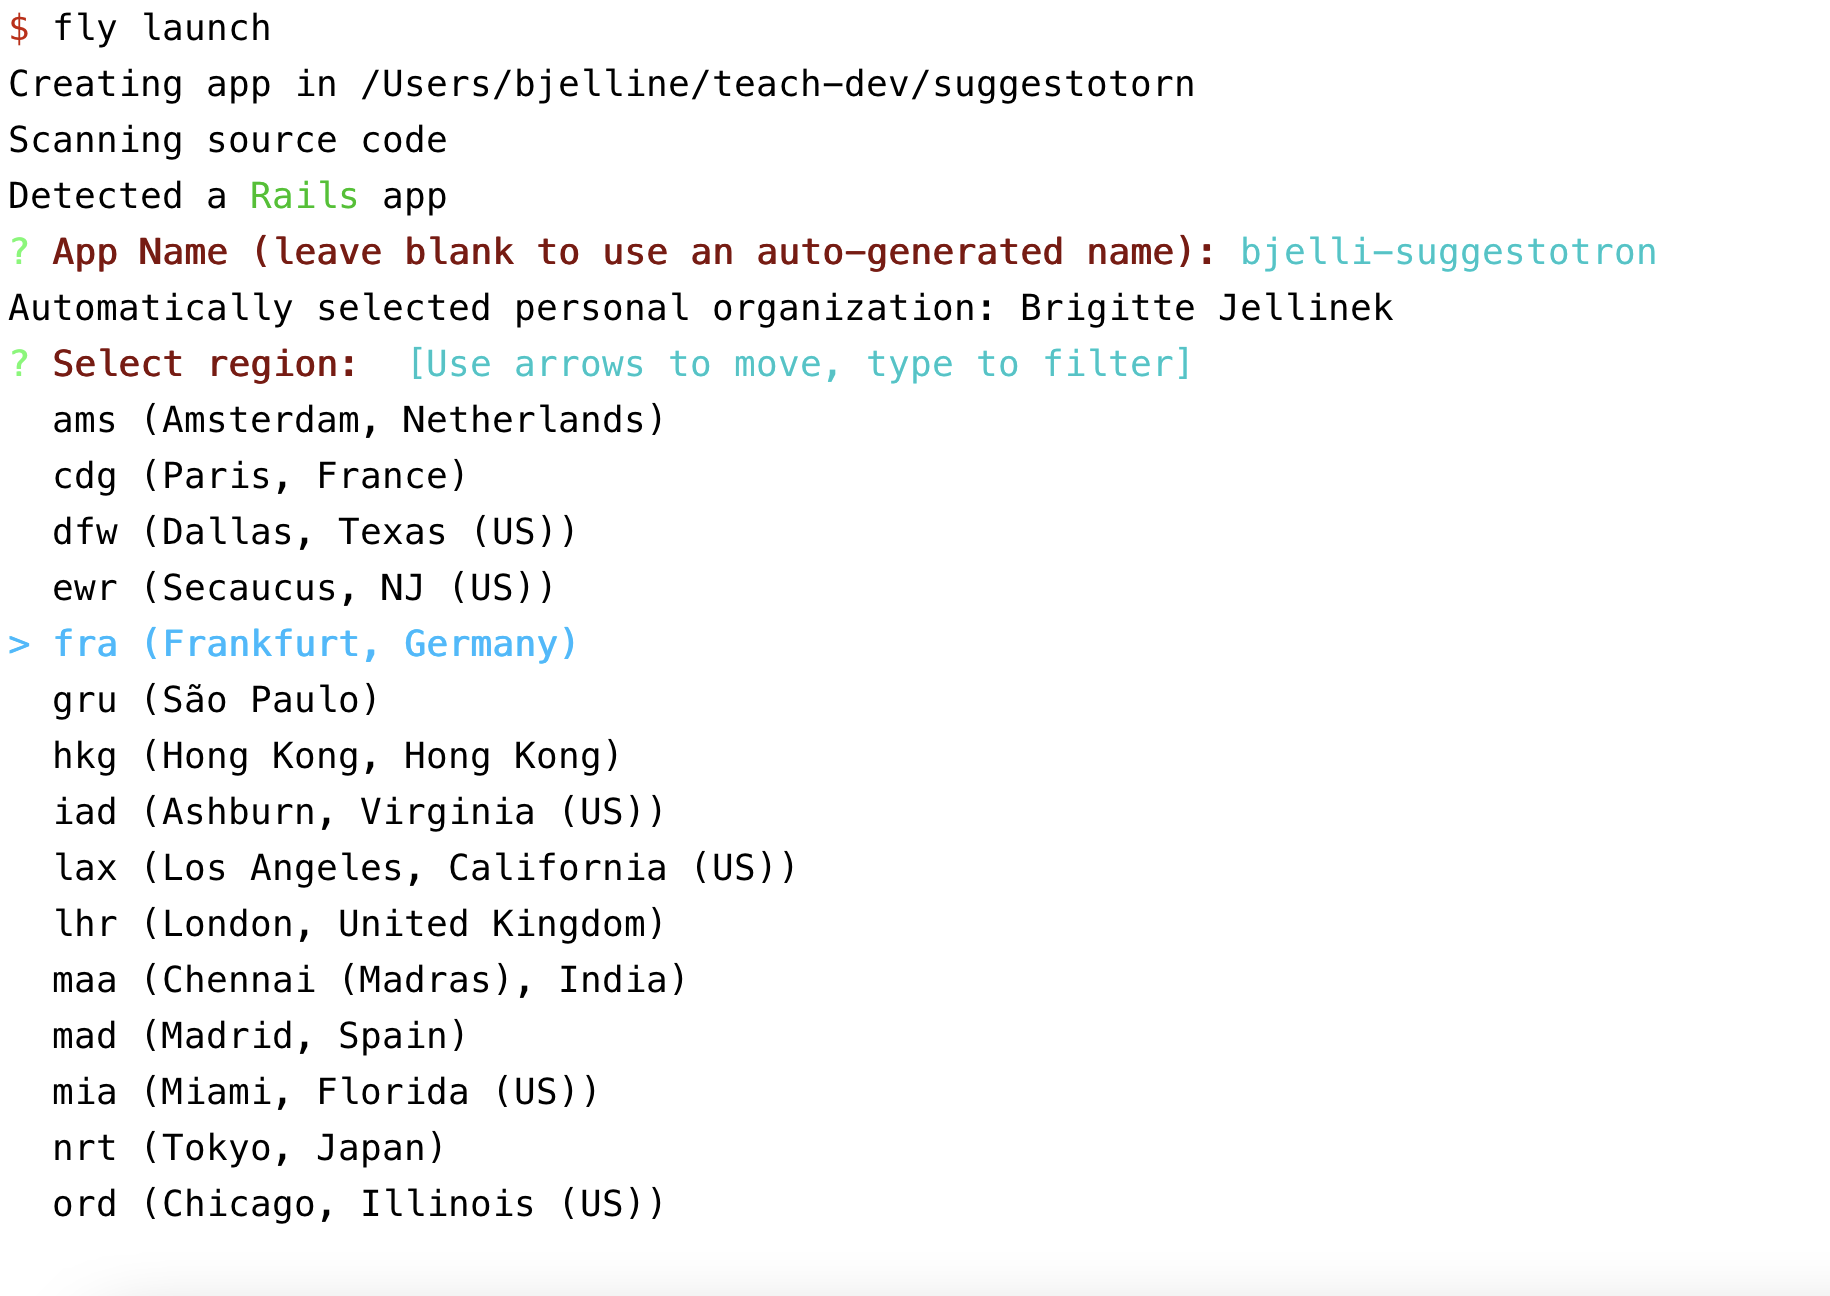 $ fly launch
Creating app in /Users/bjelline/teach-dev/suggestotorn
Scanning source code
Detected a Rails app
? App Name (leave blank to use an auto-generated name): bjelli-suggestotron
Automatically selected personal organization: Brigitte Jellinek
? Select region:  [Use arrows to move, type to filter]
  ams (Amsterdam, Netherlands)
  cdg (Paris, France)
  dfw (Dallas, Texas (US))
  ewr (Secaucus, NJ (US))
> fra (Frankfurt, Germany)
  gru (São Paulo)
  hkg (Hong Kong, Hong Kong)
  iad (Ashburn, Virginia (US))
  lax (Los Angeles, California (US))
  lhr (London, United Kingdom)
  maa (Chennai (Madras), India)
  mad (Madrid, Spain)
  mia (Miami, Florida (US))
  nrt (Tokyo, Japan)
  ord (Chicago, Illinois (US))